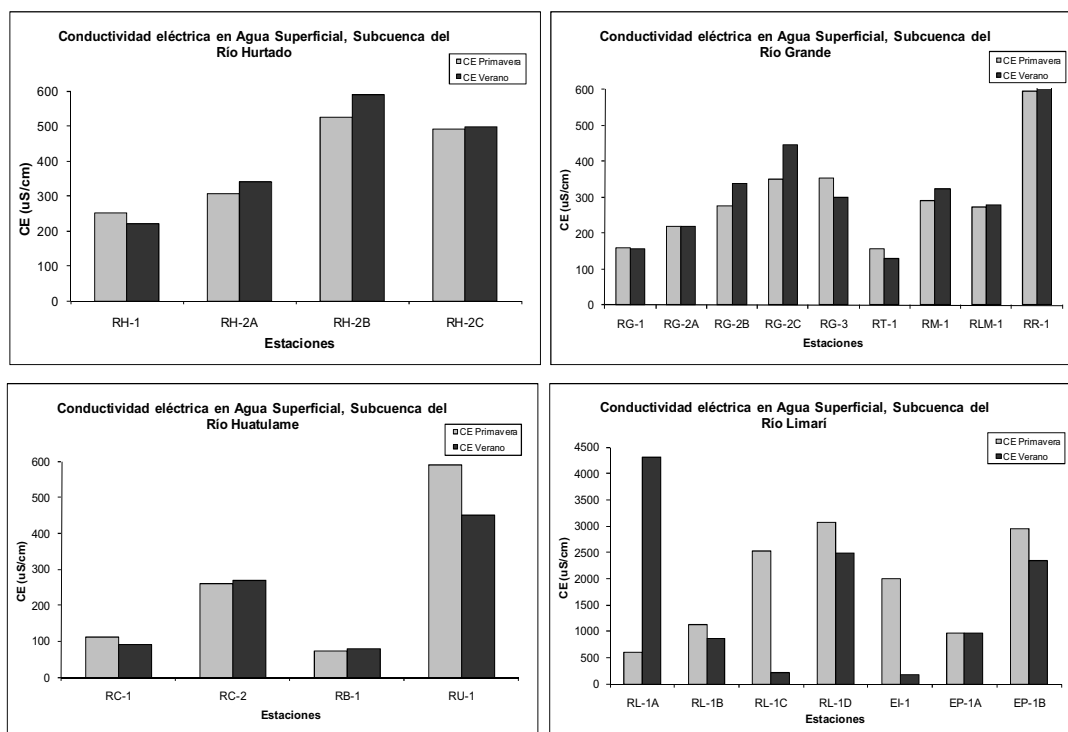 Conductividad eléctrica en Agua Superficial, Subcuenca del
Río Hurtado
CE Primavera
CE Verano
600
500
400
300
200
100
0
CE (uS/cm)
RH-1 RH-2A RH-2B RH-2C
Estaciones
Conductividad eléctrica en Agua Superficial, Subcuenca del
Río Grande
CE Primavera
CE Verano
600
500
400
300
200
100
0
CE (uS/cm)
RG-1 RG-2A RG-2B RG-2C RG-3 RT-1 RM-1 RLM-1 RR-1
Estaciones
Conductividad eléctrica en Agua Superficial, Subcuenca del
Río Huatulame
CE Primavera
CE Verano
600
500
400
300
200
100
0
CE (uS/cm)
RC-1 RC-2 RB-1 RU-1
Estaciones
Conductividad eléctrica en Agua Superficial, Subcuenca del
Río Limarí
CE Primavera
CE Verano
4500
4000
3500
3000
2500
2000
1500
1000
500
0
CE (uS/cm)
RL-1A RL-1B RL-1C RL-1D EI-1 EP-1A EP-1B
Estaciones